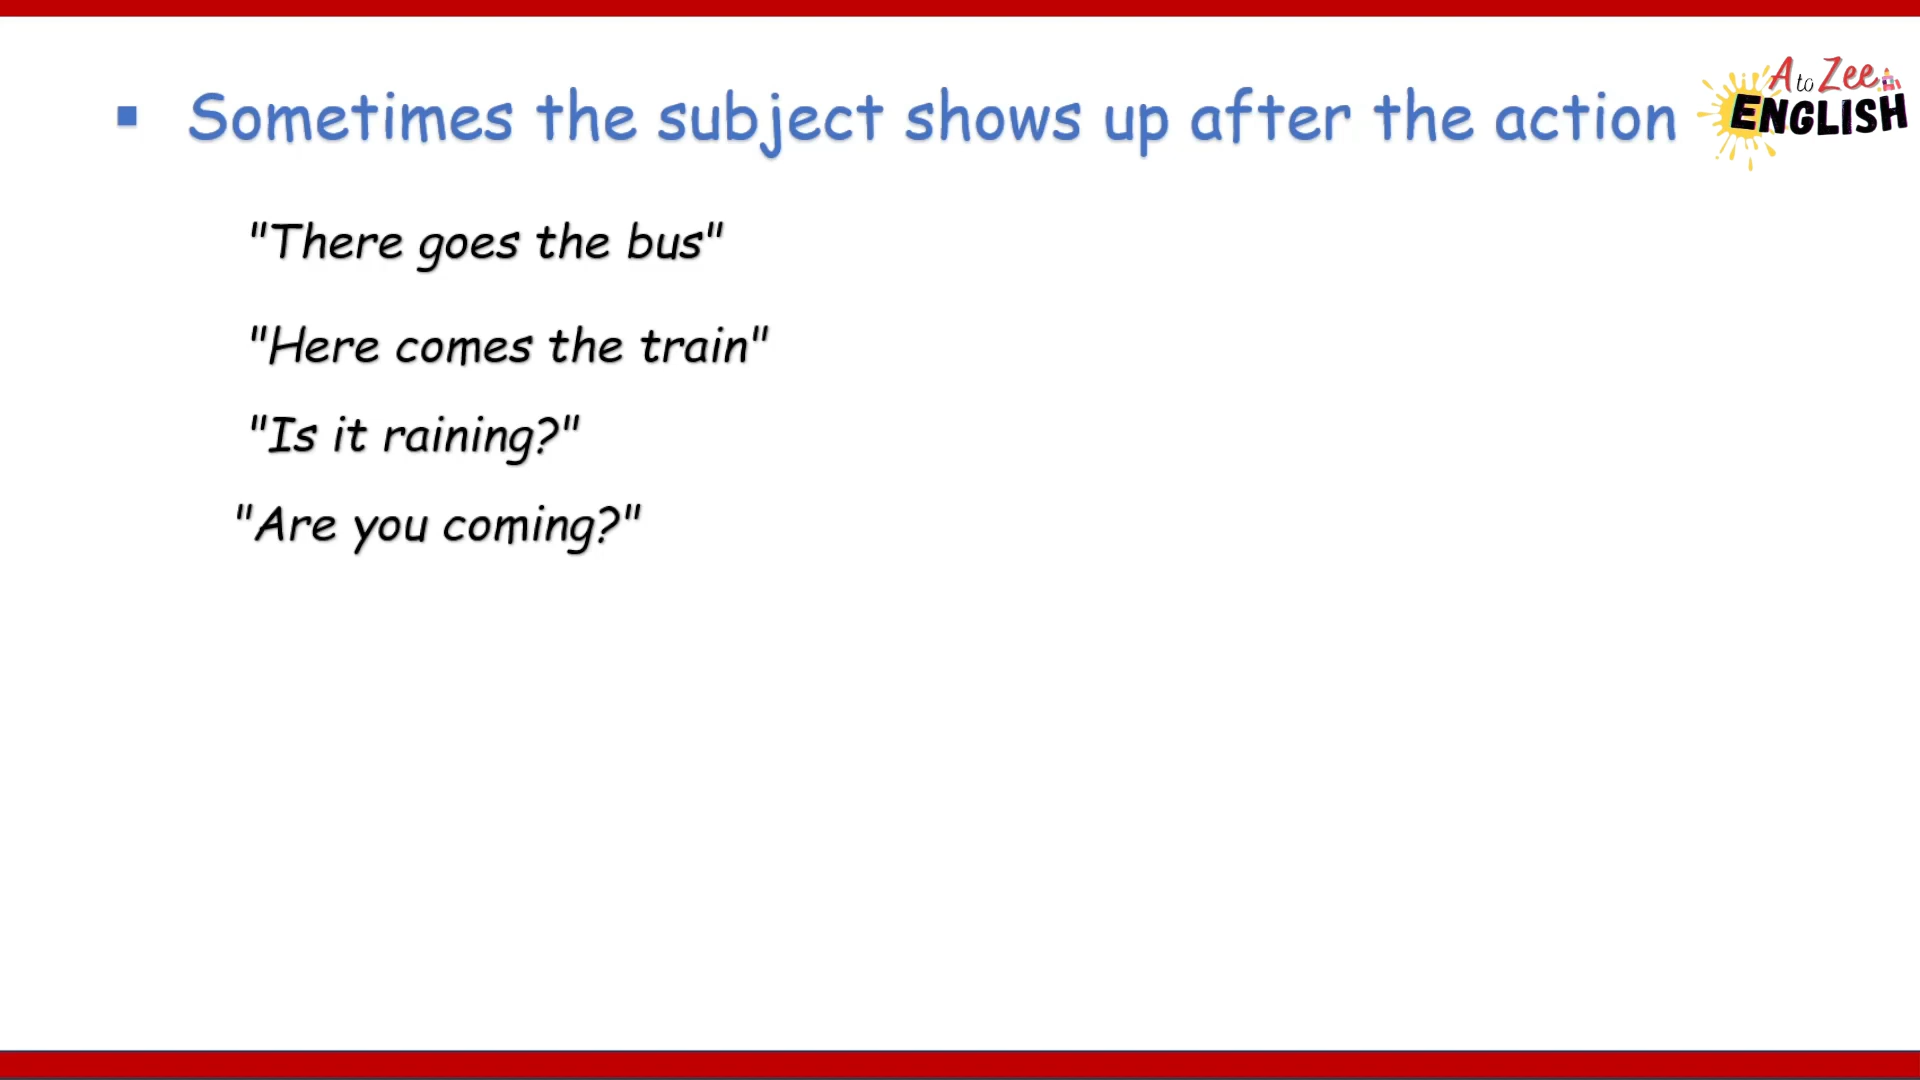 ▪ Sometimes the subject shows up after the action
A to Zee
ENGLISH
"There goes the bus"
"Here comes the train"
"Is it raining?"
"Are you coming?"